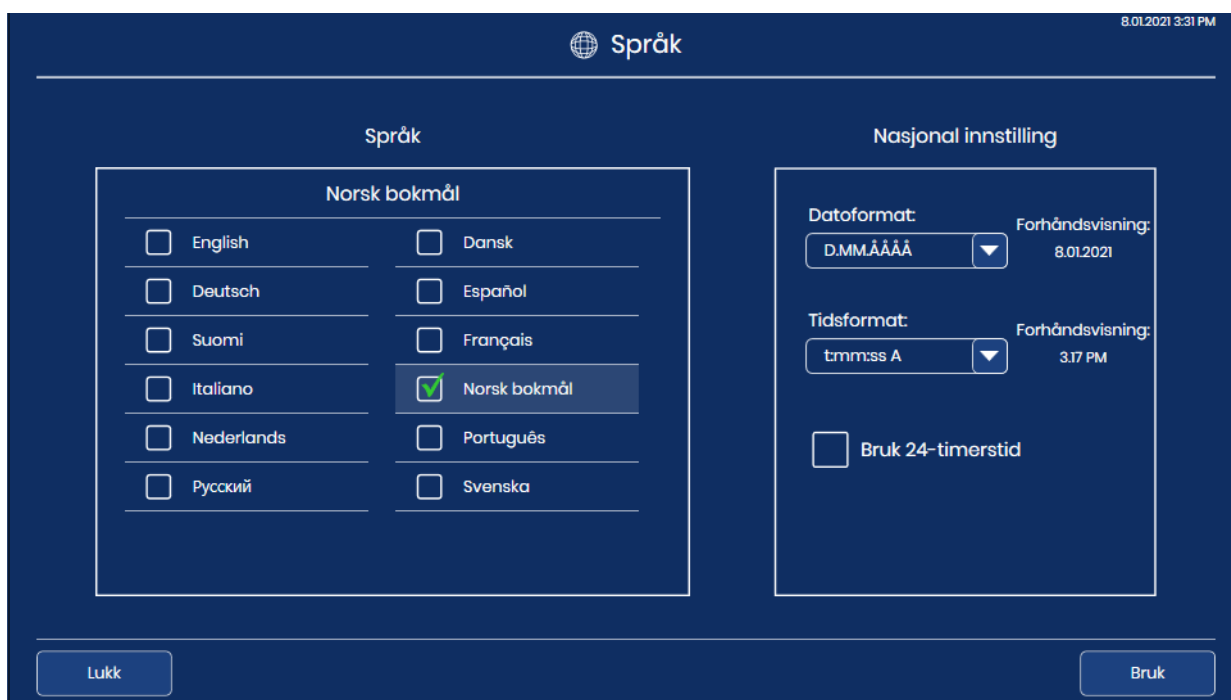 8.01.2021 3:31 PM
Språk
Språk
Norsk bokmål
English
Dansk
Deutsch
Español
Suomi
Français
Italiano
Norsk bokmål
Nederlands
Português
Русский
Svenska
Nasjonal innstilling
Datoformat:
Forhåndsvisning:
D.MM.ÅÅÅÅ
8.01.2021
Tidsformat:
Forhåndsvisning:
t:mm:ss A
3.17 PM
Bruk 24-timerstid
Lukk
Bruk